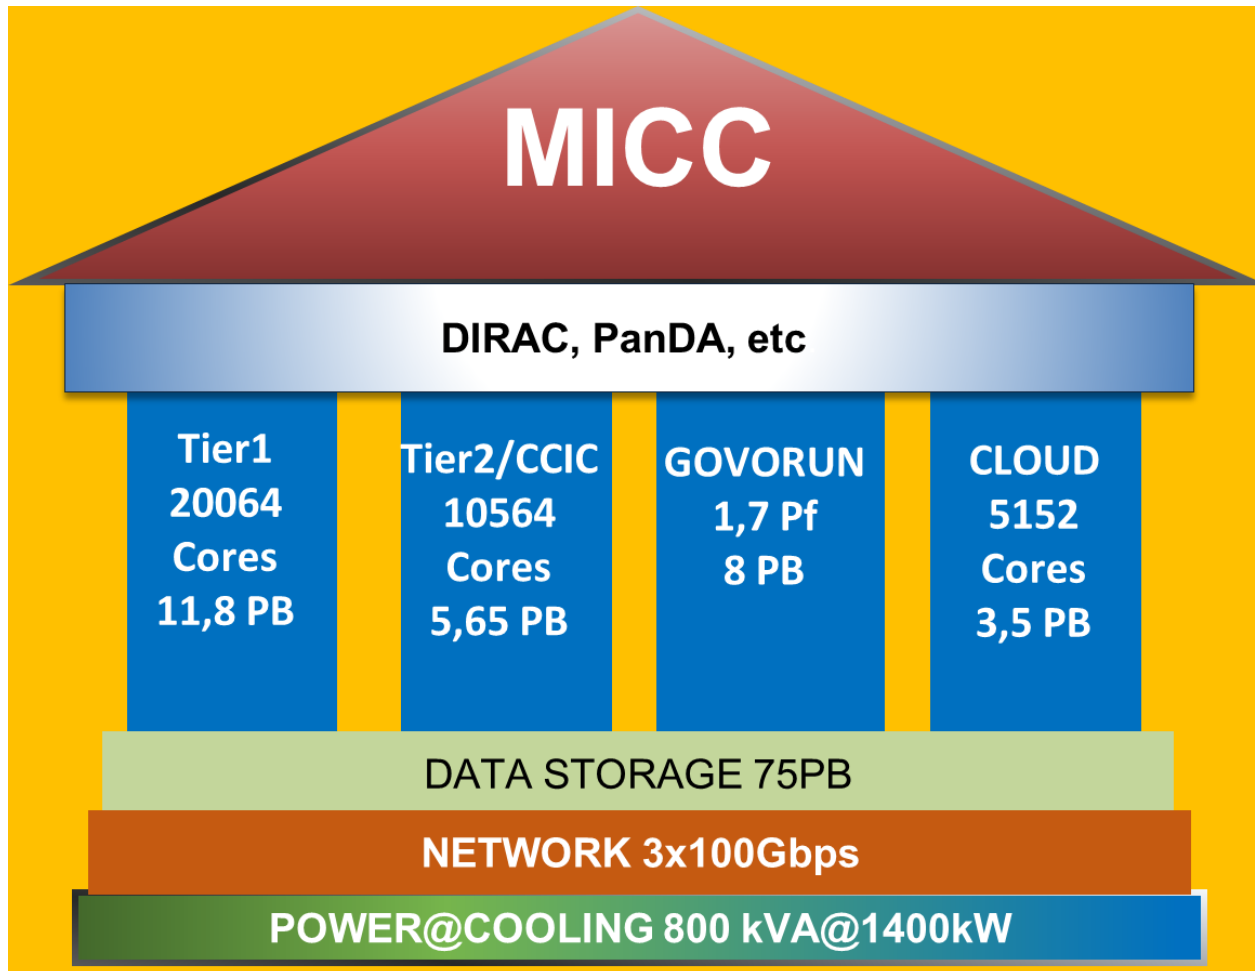 MICC
DIRAC, PanDA, etc
Tier1
20064
Cores
11,8 PB
Tier2/CCIC
10564
Cores
5,65 PB
GOVORUN
1,7 Pf
8 PB
CLOUD
5152
Cores
3,5 PB
DATA STORAGE 75PB
NETWORK 3x100Gbps
POWER@COOLING 800 kVA@1400kW